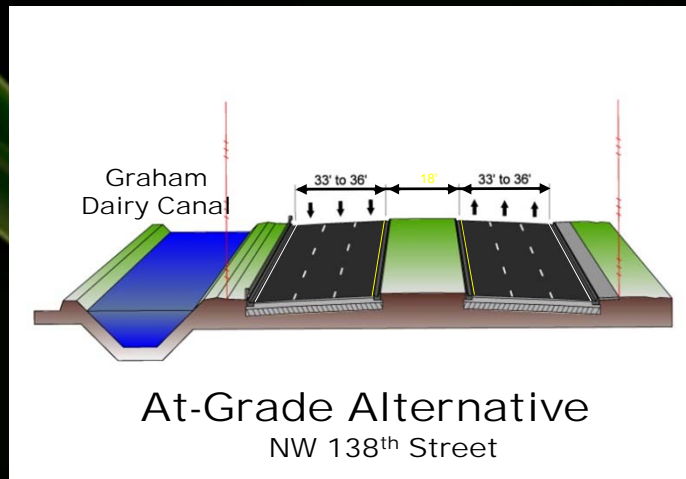 33' to 36' 18' 33' to 36'
Graham
Dairy Canal
At-Grade Alternative
NW 138th Street